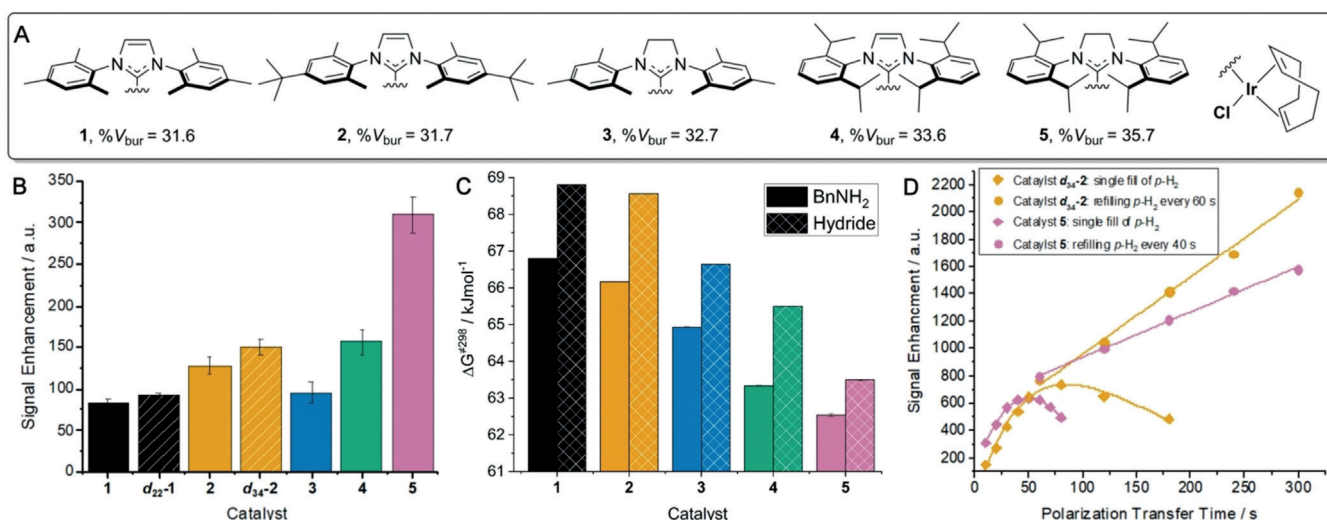 A
N N N N N N N N N N
Ir
Cl
1, %Vbur = 31.6 2, %Vbur = 31.7 3, %Vbur = 32.7 4, %Vbur = 33.6 5, %Vbur = 35.7
B
Signal Enhancement / a.u.
350
300
250
200
150
100
50
0
1 d22-1 2 d34-2 3 4 5
Catalyst
C
ΔG≠298 / kJmol-1
69
68
67
66
65
64
63
62
61
BnNH2
Hydride
1 2 3 4 5
Catalyst
D
Signal Enhancement / a.u.
2200
2000
1800
1600
1400
1200
1000
800
600
400
200
Cataylst d34-2: single fill of p-H2
Cataylst d34-2: refilling p-H2 every 60 s
Cataylst 5: single fill of p-H2
Cataylst 5: refilling p-H2 every 40 s
0 50 100 150 200 250 300
Polarization Transfer Time / s